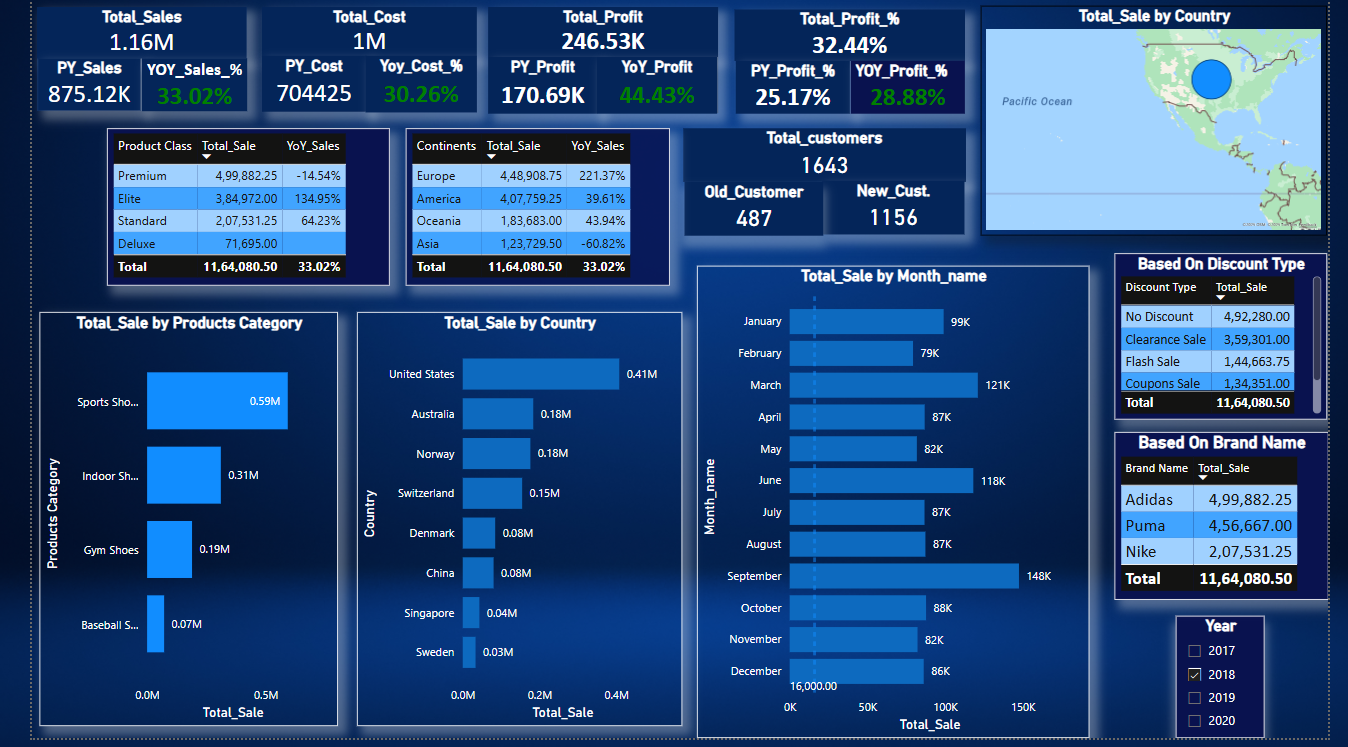 Total_Sales
1.16M
PY_Sales
875.12K
YOY_Sales_%
33.02%
Total_Cost
1M
PY_Cost
704425
Yoy_Cost_%
30.26%
Total_Profit
246.53K
PY_Profit
170.69K
YoY_Profit
44.43%
Total_Profit_%
32.44%
PY_Profit_%
25.17%
YOY_Profit_%
28.88%
Total_Sale by Country
Pacific Ocean
Product Class Total_Sale YoY_Sales
Premium 4,99,882.25 -14.54%
Elite 3,84,972.00 134.95%
Standard 2,07,531.25 64.23%
Deluxe 71,695.00
Total 11,64,080.50 33.02%
Continents Total_Sale YoY_Sales
Europe 4,48,908.75 221.37%
America 4,07,759.25 39.61%
Oceania 1,83,683.00 43.94%
Asia 1,23,729.50 -60.82%
Total 11,64,080.50 33.02%
Total_customers
1643
Old_Customer
487
New_Cust.
1156
Total_Sale by Products Category
Products Category
Sports Sho... 0.59M
Indoor Sh... 0.31M
Gym Shoes 0.19M
Baseball S... 0.07M
0.0M 0.5M
Total_Sale
Total_Sale by Country
Country
United States 0.41M
Australia 0.18M
Norway 0.18M
Switzerland 0.15M
Denmark 0.08M
China 0.08M
Singapore 0.04M
Sweden 0.03M
0.0M 0.2M 0.4M
Total_Sale
Total_Sale by Month_name
Month_name
January 99K
February 79K
March 121K
April 87K
May 82K
June 118K
July 87K
August 87K
September 148K
October 88K
November 82K
December 86K
16,000.00
0K 50K 100K 150K
Total_Sale
Based On Discount Type
Discount Type Total_Sale
No Discount 4,92,280.00
Clearance Sale 3,59,301.00
Flash Sale 1,44,663.75
Coupons Sale 1,34,351.00
Total 11,64,080.50
Based On Brand Name
Brand Name Total_Sale
Adidas 4,99,882.25
Puma 4,56,667.00
Nike 2,07,531.25
Total 11,64,080.50
Year
2017
2018
2019
2020